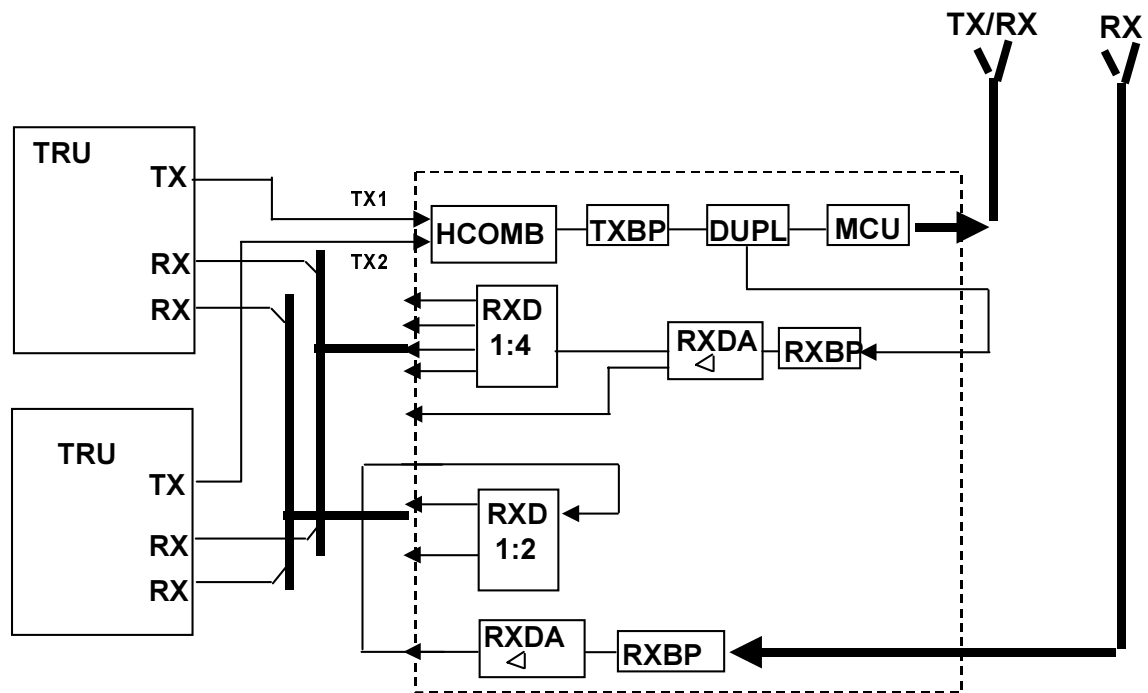 TX/RX
RX
TRU
TX
RX
RX
TX1
TX2
HCOMB
TXBP
DUPL
MCU
RXD
1:4
RXDA
RXBP
TRU
TX
RX
RX
RXD
1:2
RXDA
RXBP